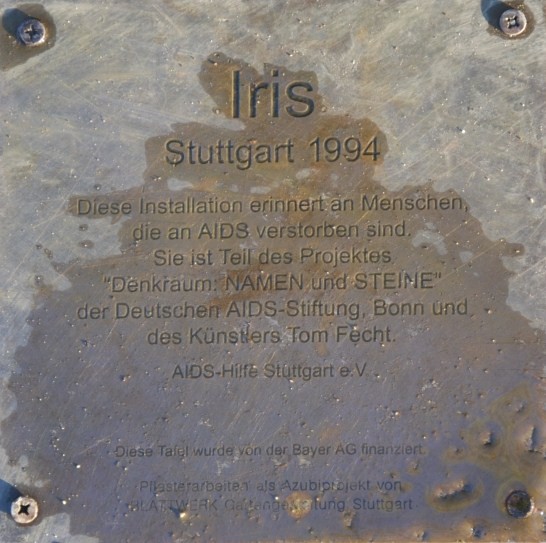 Iris
Stuttgart 1994
Diese Installation erinnert an Menschen,
die an AIDS verstorben sind.
Sie ist Teil des Projektes
"Denkraum: NAMEN und STEINE"
der Deutschen AIDS-Stiftung, Bonn und
des Künstlers Tom Fecht.
AIDS-Hilfe Stuttgart e.V.
Diese Tafel wurde von der Bayer AG finanziert.
Pflasterarbeiten als Azubiprojekt von
BLATTWERK Gartengestaltung Stuttgart